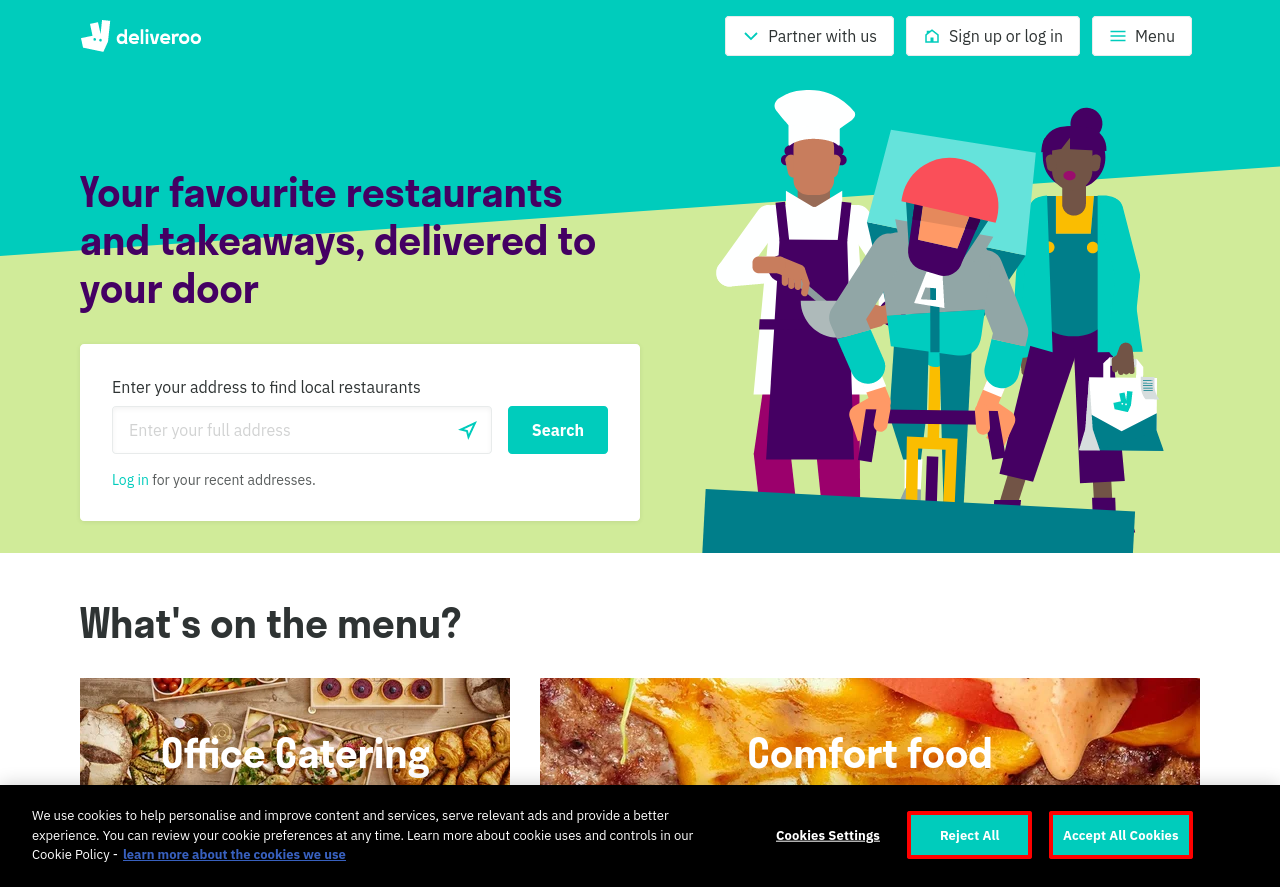 deliveroo
Partner with us
Sign up or log in
Menu
Your favourite restaurants
and takeaways, delivered to
your door
Enter your address to find local restaurants
Enter your full address
Search
Log in for your recent addresses.
What's on the menu?
Office Catering
Comfort food
We use cookies to help personalise and improve content and services, serve relevant ads and provide a better
experience. You can review your cookie preferences at any time. Learn more about cookie uses and controls in our
Cookie Policy - learn more about the cookies we use
Cookies Settings
Reject All
Accept All Cookies